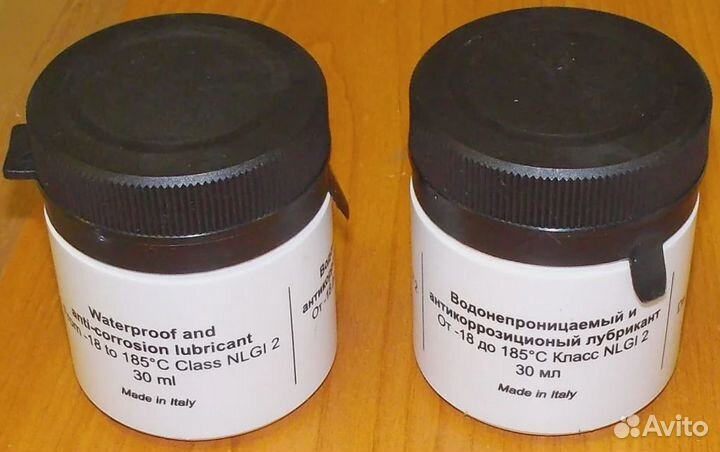 Waterproof and
anti-corrosion lubricant
-18 to 185°C Class NLGI 2
30 ml
Made in Italy
Водонепроницаемый и
антикоррозиционый лубрикант
От -18 до 185°C Класс NLGI 2
30 мл
Made in Italy
Avito